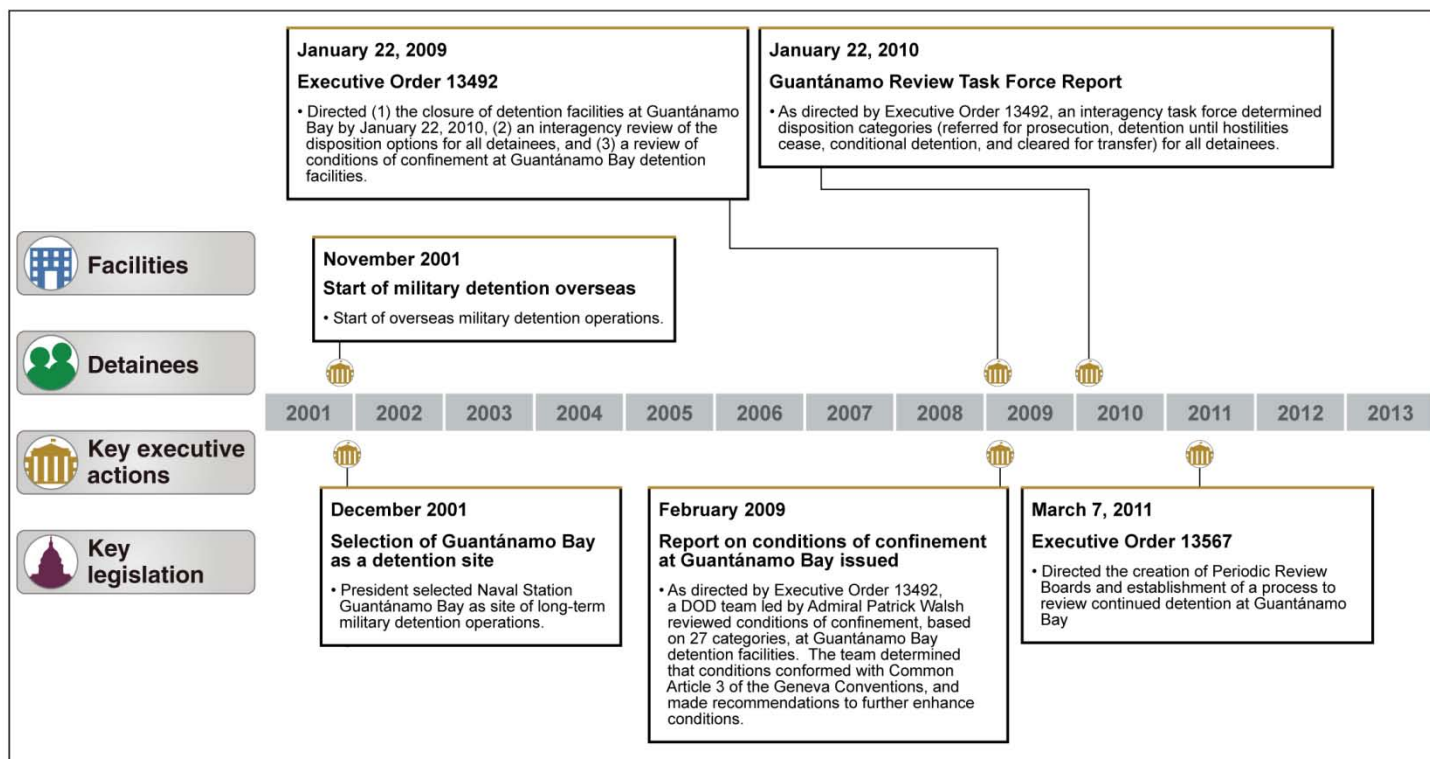 January 22, 2009
Executive Order 13492
• Directed (1) the closure of detention facilities at Guantánamo
Bay by January 22, 2010, (2) an interagency review of the
disposition options for all detainees, and (3) a review of
conditions of confinement at Guantánamo Bay detention
facilities.
January 22, 2010
Guantánamo Review Task Force Report
• As directed by Executive Order 13492, an interagency task force determined
disposition categories (referred for prosecution, detention until hostilities
cease, conditional detention, and cleared for transfer) for all detainees.
Facilities
Detainees
Key executive
actions
Key
legislation
November 2001
Start of military detention overseas
• Start of overseas military detention operations.
2001 2002 2003 2004 2005 2006 2007 2008 2009 2010 2011 2012 2013
December 2001
Selection of Guantánamo Bay
as a detention site
• President selected Naval Station
Guantánamo Bay as site of long-term
military detention operations.
February 2009
Report on conditions of confinement
at Guantánamo Bay issued
• As directed by Executive Order 13492,
a DOD team led by Admiral Patrick Walsh
reviewed conditions of confinement, based
on 27 categories, at Guantánamo Bay
detention facilities. The team determined
that conditions conformed with Common
Article 3 of the Geneva Conventions, and
made recommendations to further enhance
conditions.
March 7, 2011
Executive Order 13567
• Directed the creation of Periodic Review
Boards and establishment of a process to
review continued detention at Guantánamo
Bay